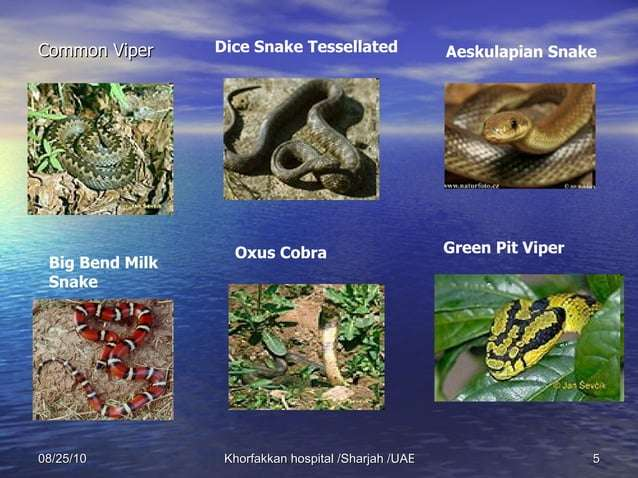 Common Viper
Dice Snake Tessellated
Aeskulapian Snake
www.naturfoto.cz
Big Bend Milk
Snake
Oxus Cobra
Green Pit Viper
© Jan Ševčík
08/25/10
Khorfakkan hospital /Sharjah /UAE
5